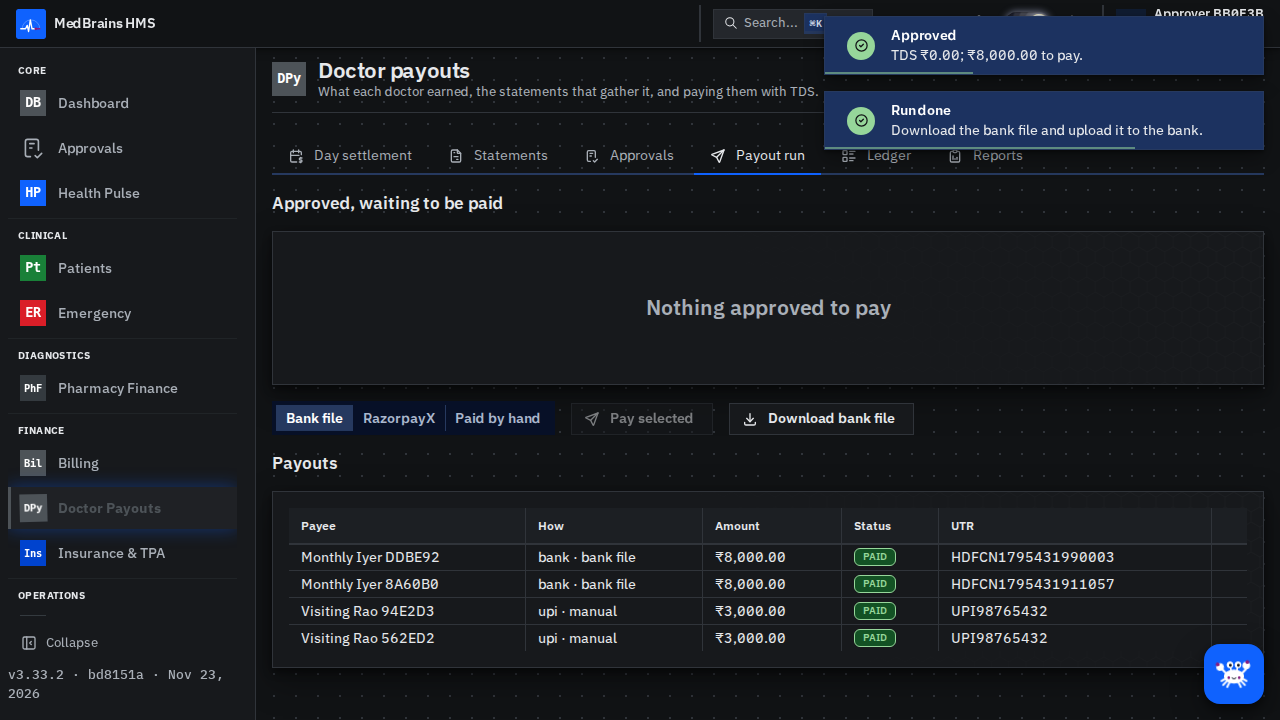 MedBrains HMS
Search...
⌘K
Approved
TDS ₹0.00; ₹8,000.00 to pay.
Run done
Download the bank file and upload it to the bank.
CORE
DB Dashboard
Approvals
HP Health Pulse
CLINICAL
Pt Patients
ER Emergency
DIAGNOSTICS
PhF Pharmacy Finance
FINANCE
Bil Billing
DPy Doctor Payouts
Ins Insurance & TPA
OPERATIONS
Collapse
v3.33.2 · bd8151a · Nov 23, 2026
DPy
Doctor payouts
What each doctor earned, the statements that gather it, and paying them with TDS.
Day settlement
Statements
Approvals
Payout run
Ledger
Reports
Approved, waiting to be paid
Nothing approved to pay
Bank file
RazorpayX
Paid by hand
Pay selected
Download bank file
Payouts
Payee How Amount Status UTR
Monthly Iyer DDBE92 bank · bank file ₹8,000.00 PAID HDFCN1795431990003
Monthly Iyer 8A60B0 bank · bank file ₹8,000.00 PAID HDFCN1795431911057
Visiting Rao 94E2D3 upi · manual ₹3,000.00 PAID UPI98765432
Visiting Rao 562ED2 upi · manual ₹3,000.00 PAID UPI98765432